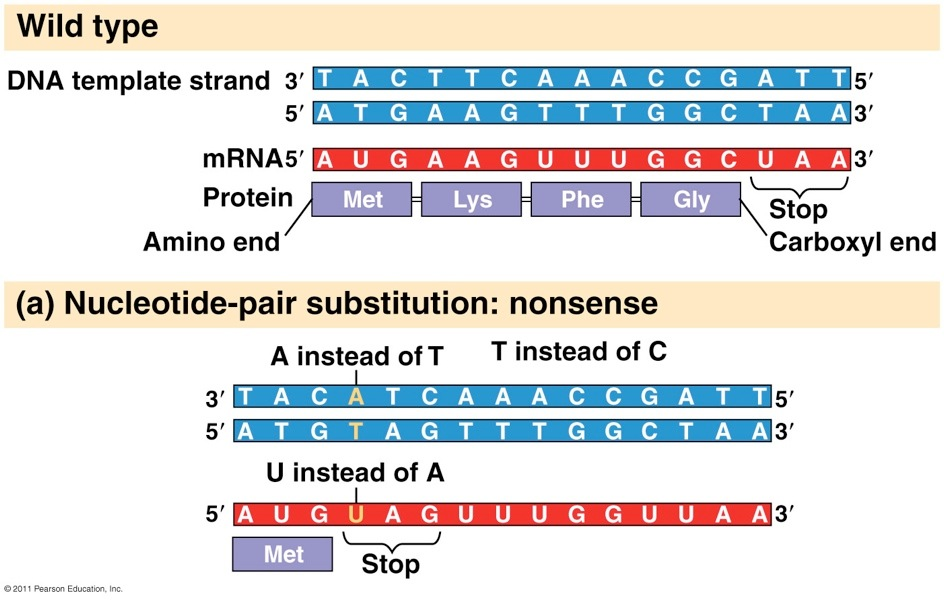 Wild type
DNA template strand 3′ T A C T T C A A A C C G A T T 5′
5′ A T G A A G T T T G G C T A A 3′
mRNA 5′ A U G A A G U U U G G C U A A 3′
Protein Met Lys Phe Gly Stop
Amino end Carboxyl end
(a) Nucleotide-pair substitution: nonsense
A instead of T T instead of C
3′ T A C A T C A A A C C G A T T 5′
5′ A T G T A G T T T G G C T A A 3′
U instead of A
5′ A U G U A G U U U G G U U A A 3′
Met Stop
© 2011 Pearson Education, Inc.